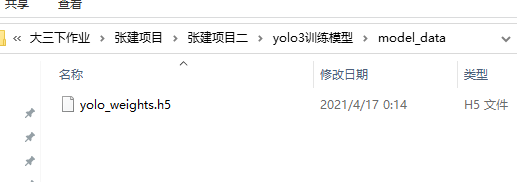 共享 查看
« 大三下作业 › 张建项目 › 张建项目二 › yolo3训练模型 › model_data
名称 修改日期 类型
yolo_weights.h5 2021/4/17 0:14 H5 文件